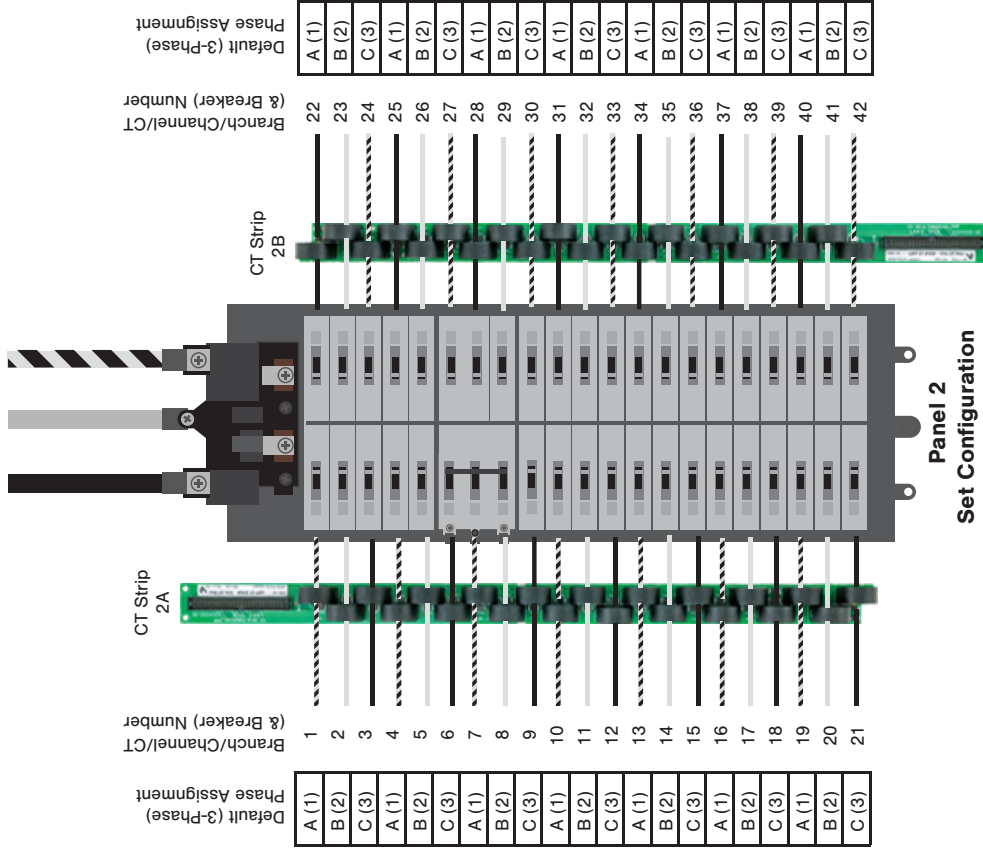 Default (3-Phase)
Phase Assignment
A (1)
B (2)
C (3)
A (1)
B (2)
C (3)
A (1)
B (2)
C (3)
A (1)
B (2)
C (3)
A (1)
B (2)
C (3)
A (1)
B (2)
C (3)
A (1)
B (2)
C (3)
Branch/Channel/CT
(& Breaker) Number
22
23
24
25
26
27
28
29
30
31
32
33
34
35
36
37
38
39
40
41
42
CT Strip
2B
CT Strip
2A
Branch/Channel/CT
(& Breaker) Number
1
2
3
4
5
6
7
8
9
10
11
12
13
14
15
16
17
18
19
20
21
Default (3-Phase)
Phase Assignment
A (1)
B (2)
C (3)
A (1)
B (2)
C (3)
A (1)
B (2)
C (3)
A (1)
B (2)
C (3)
A (1)
B (2)
C (3)
A (1)
B (2)
C (3)
A (1)
B (2)
C (3)
Panel 2
Set Configuration